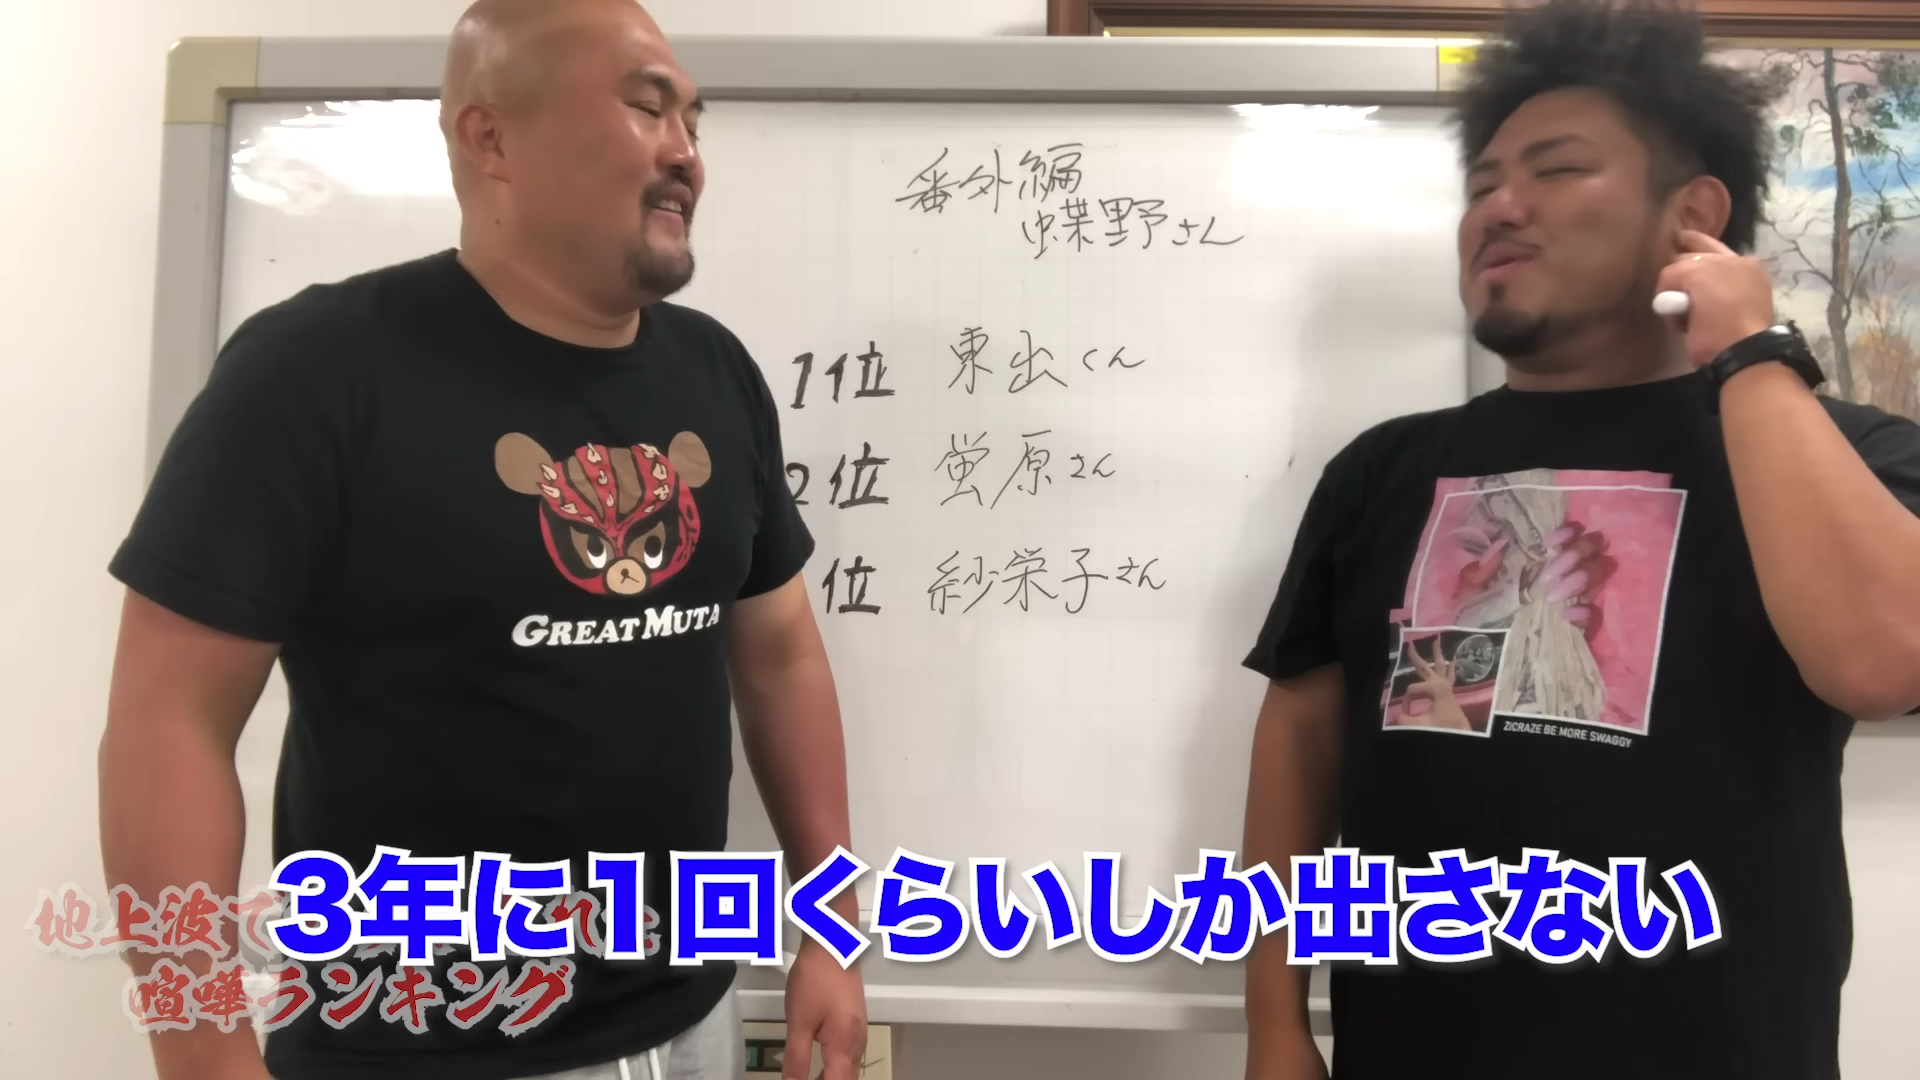 番外編
蝶野さん
1位 東出くん
2位 蛍原さん
位 紗栄子さん
GREAT MUTA
ZICRAZE BE MORE SWAGGY
3年に1回くらいしか出さない
地上波で
れた
喧嘩ランキング